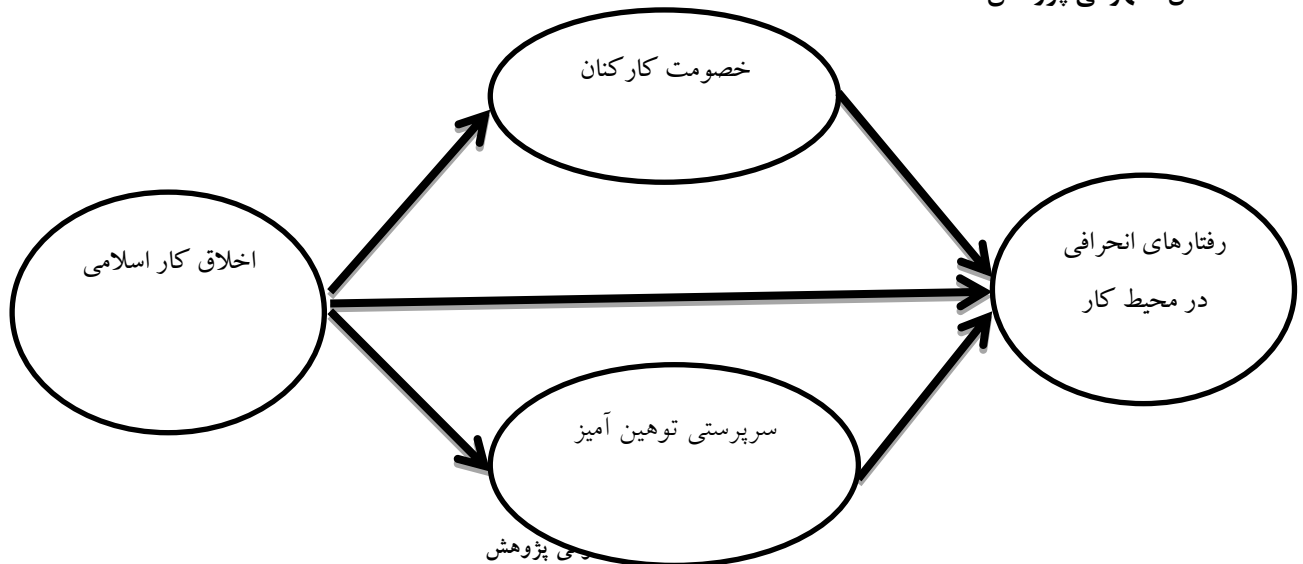 خصومت کارکنان
اخلاق کار اسلامی
رفتارهای انحرافی
در محیط کار
سرپرستی توهین آمیز
پژوهش